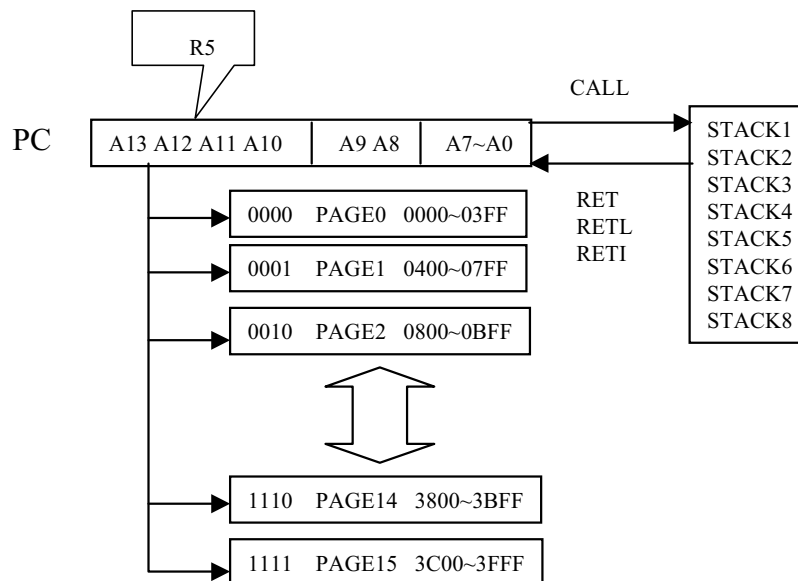 R5
PC
A13 A12 A11 A10
A9 A8
A7~A0
CALL
RET
RETL
RETI
STACK1
STACK2
STACK3
STACK4
STACK5
STACK6
STACK7
STACK8
0000 PAGE0 0000~03FF
0001 PAGE1 0400~07FF
0010 PAGE2 0800~0BFF
1110 PAGE14 3800~3BFF
1111 PAGE15 3C00~3FFF